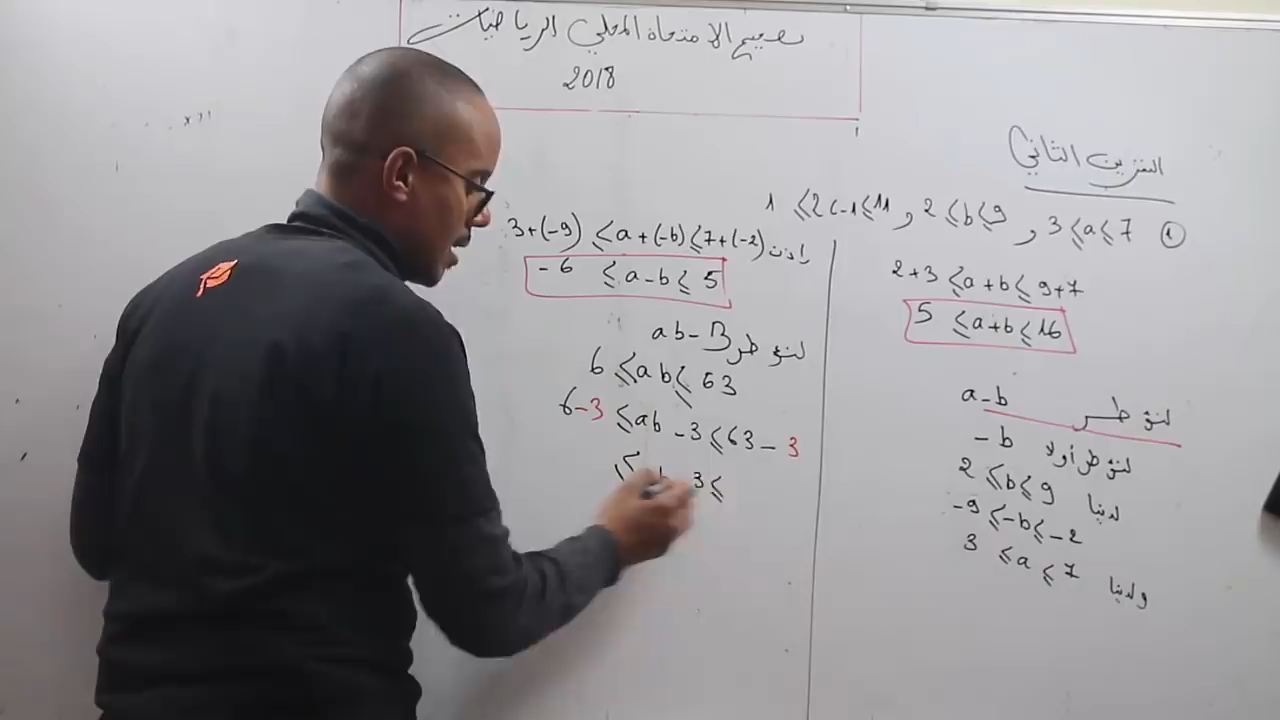 تصحيح الامتحان المحلي الرياضيات
2018
التمرين الثاني
① 3 ⩽ a ⩽ 7 و 2 ⩽ b ⩽ 9 و 1 ⩽ 2c-1 ⩽ 11
2+3 ⩽ a+b ⩽ 9+7
5 ⩽ a+b ⩽ 16
لنؤطر a-b
لنؤطر أولا -b
لدينا 2 ⩽ b ⩽ 9
-9 ⩽ -b ⩽ -2
ولدينا 3 ⩽ a ⩽ 7
إذن 3+(-9) ⩽ a+(-b) ⩽ 7+(-2)
-6 ⩽ a-b ⩽ 5
لنؤطر ab-3
6 ⩽ ab ⩽ 63
6-3 ⩽ ab-3 ⩽ 63-3
b-3 ⩽